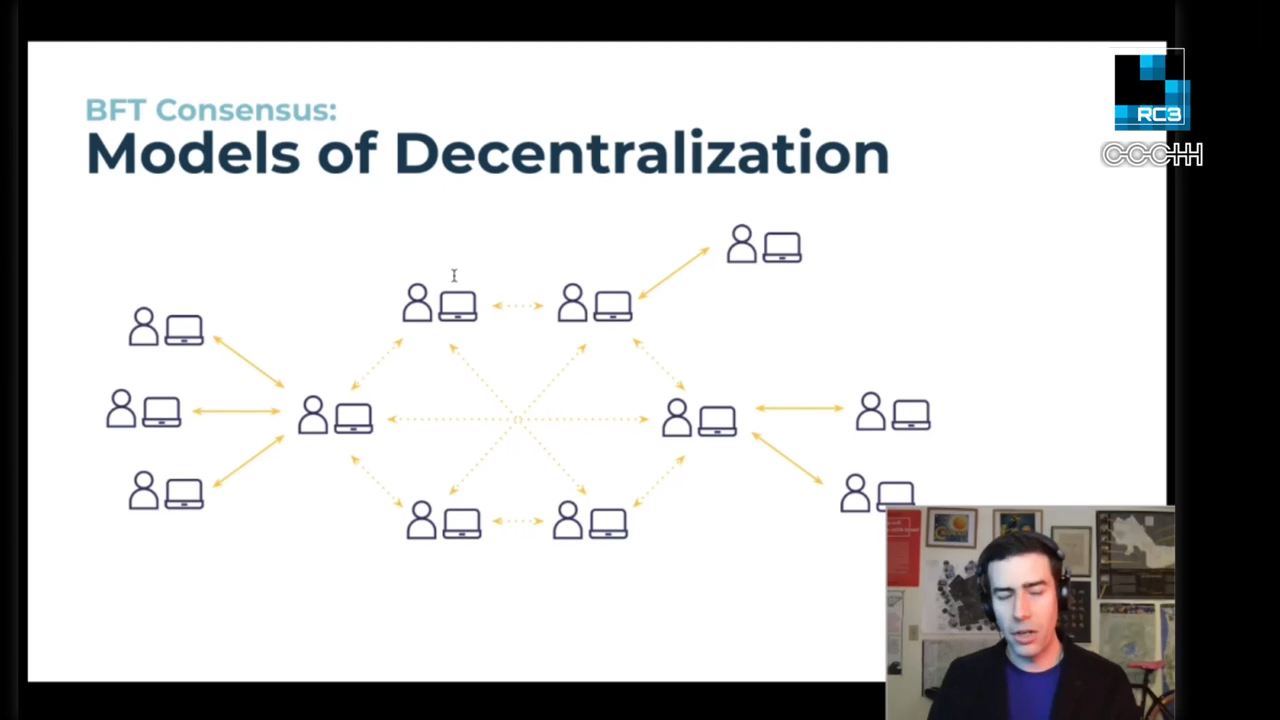 BFT Consensus:
Models of Decentralization
RC3
CCCHH